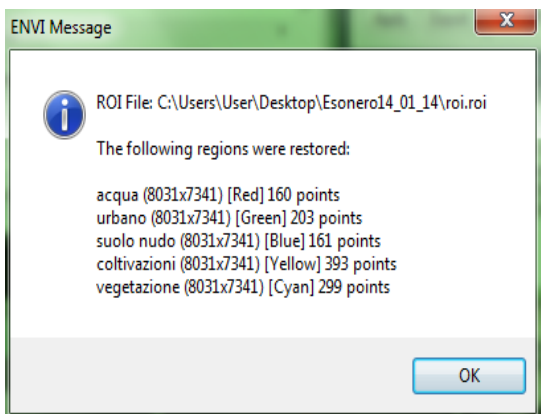 ENVI Message
ROI File: C:\Users\User\Desktop\Esonero14_01_14\roi.roi
The following regions were restored:
acqua (8031x7341) [Red] 160 points
urbano (8031x7341) [Green] 203 points
suolo nudo (8031x7341) [Blue] 161 points
coltivazioni (8031x7341) [Yellow] 393 points
vegetazione (8031x7341) [Cyan] 299 points
OK